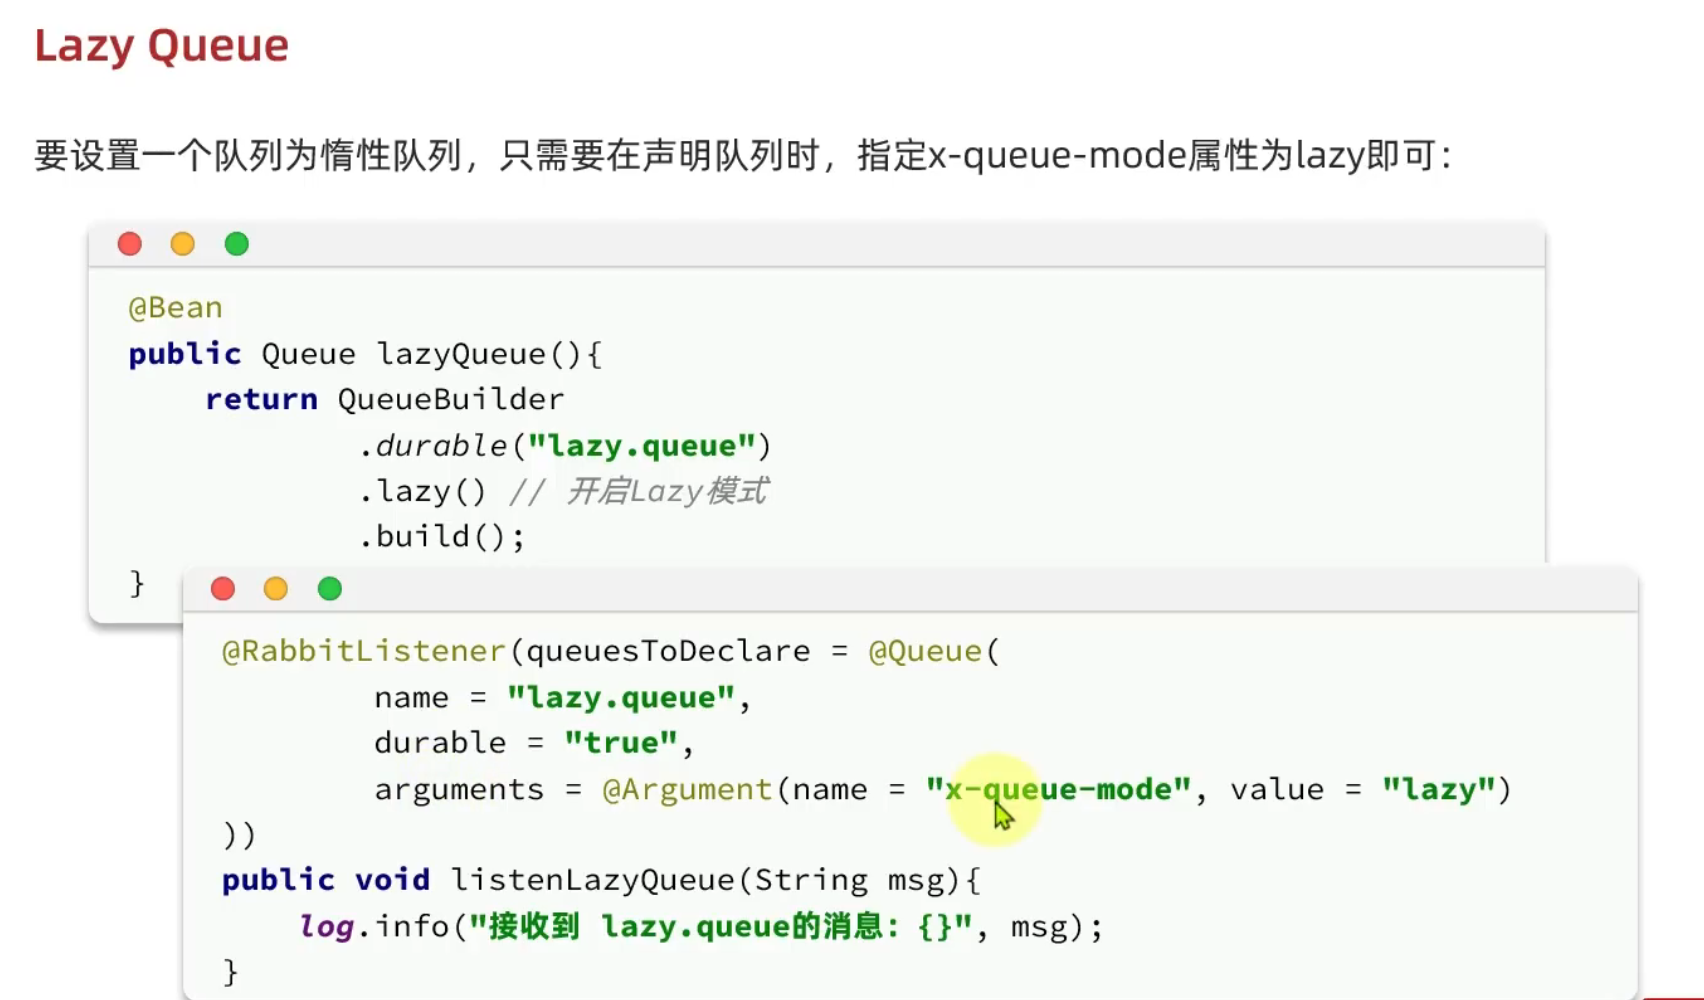 Lazy Queue
要设置一个队列为惰性队列，只需要在声明队列时，指定x-queue-mode属性为lazy即可：
@Bean
public Queue lazyQueue(){
    return QueueBuilder
            .durable("lazy.queue")
            .lazy() // 开启Lazy模式
            .build();
}
@RabbitListener(queuesToDeclare = @Queue(
        name = "lazy.queue",
        durable = "true",
        arguments = @Argument(name = "x-queue-mode", value = "lazy")
))
public void listenLazyQueue(String msg){
    log.info("接收到 lazy.queue的消息：{}", msg);
}